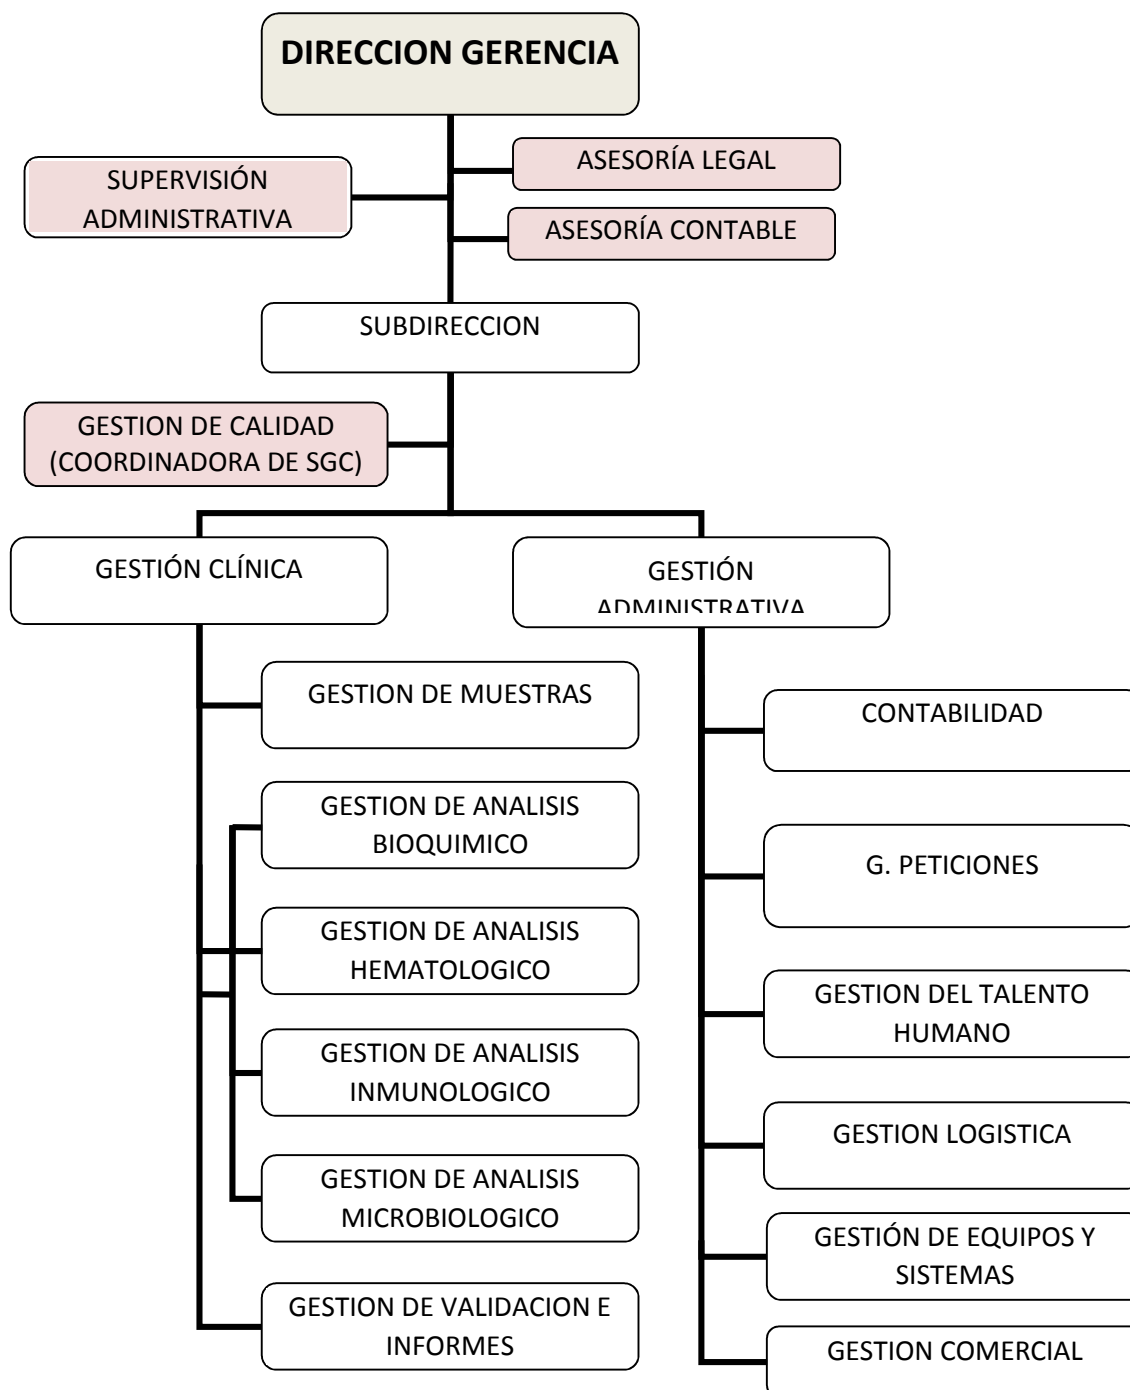 DIRECCION GERENCIA
ASESORÍA LEGAL
SUPERVISIÓN
ADMINISTRATIVA
ASESORÍA CONTABLE
SUBDIRECCION
GESTION DE CALIDAD
(COORDINADORA DE SGC)
GESTIÓN CLÍNICA
GESTIÓN
ADMINISTRATIVA
GESTION DE MUESTRAS
GESTION DE ANALISIS
BIOQUIMICO
GESTION DE ANALISIS
HEMATOLOGICO
GESTION DE ANALISIS
INMUNOLOGICO
GESTION DE ANALISIS
MICROBIOLOGICO
GESTION DE VALIDACION E
INFORMES
CONTABILIDAD
G. PETICIONES
GESTION DEL TALENTO
HUMANO
GESTION LOGISTICA
GESTIÓN DE EQUIPOS Y
SISTEMAS
GESTION COMERCIAL